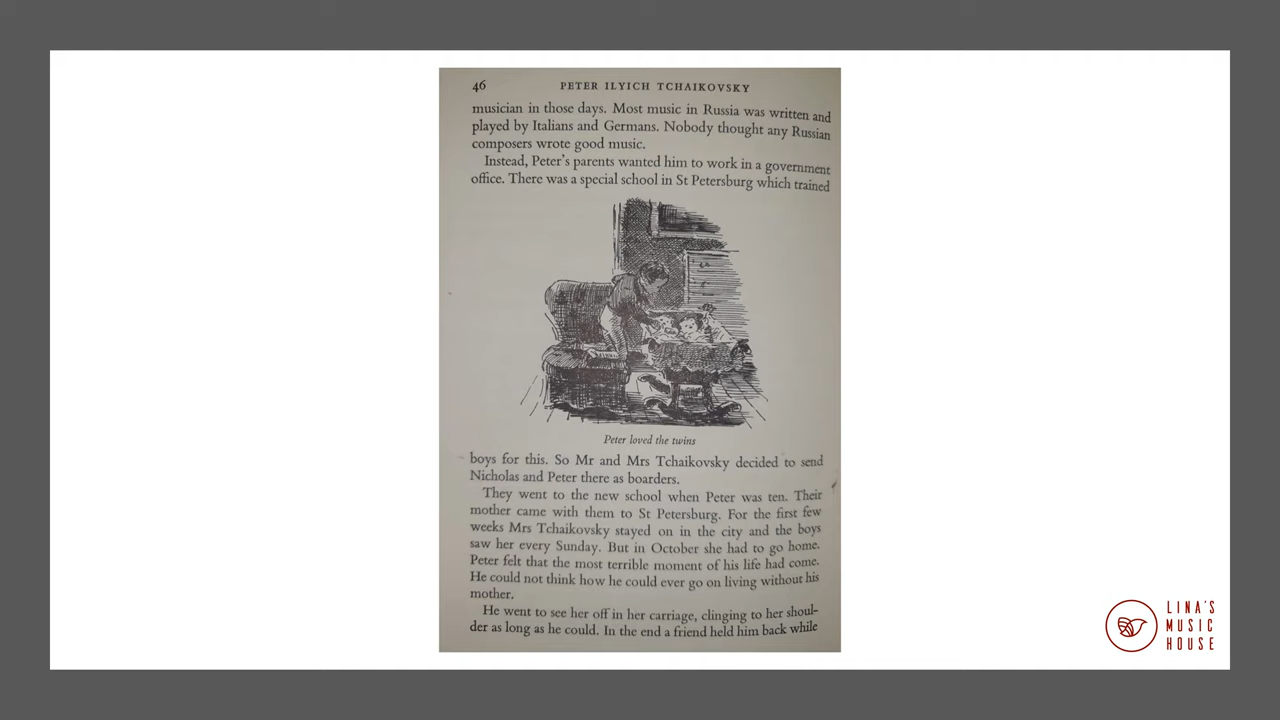 46 PETER ILYICH TCHAIKOVSKY
musician in those days. Most music in Russia was written and
played by Italians and Germans. Nobody thought any Russian
composers wrote good music.
Instead, Peter's parents wanted him to work in a government
office. There was a special school in St Petersburg which trained
Peter loved the twins
boys for this. So Mr and Mrs Tchaikovsky decided to send
Nicholas and Peter there as boarders.
They went to the new school when Peter was ten. Their
mother came with them to St Petersburg. For the first few
weeks Mrs Tchaikovsky stayed on in the city and the boys
saw her every Sunday. But in October she had to go home.
Peter felt that the most terrible moment of his life had come.
He could not think how he could ever go on living without his
mother.
He went to see her off in her carriage, clinging to her shoul-
der as long as he could. In the end a friend held him back while
LINA'S
MUSIC
HOUSE